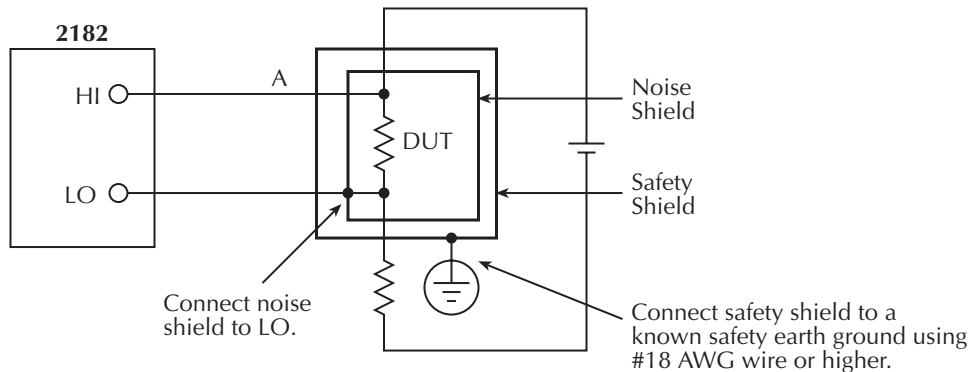 2182
HI
A
LO
DUT
Noise
Shield
Safety
Shield
Connect noise
shield to LO.
Connect safety shield to a
known safety earth ground using
#18 AWG wire or higher.